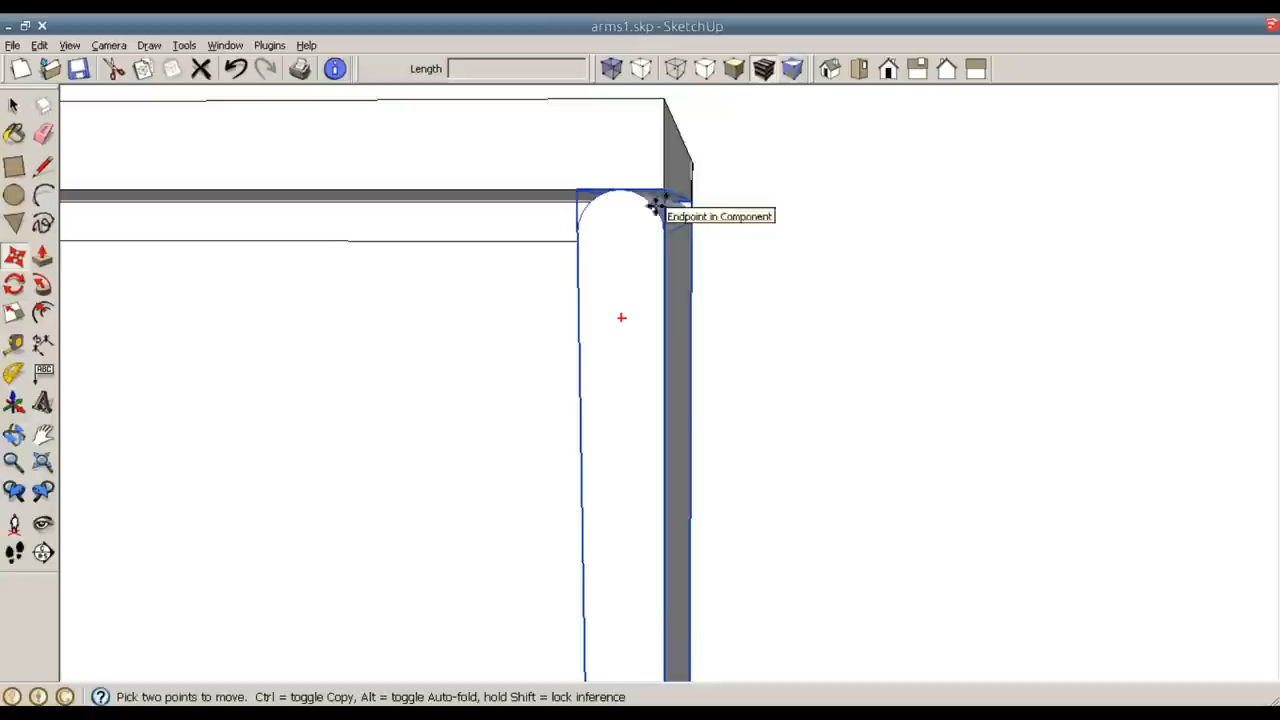 arms1.skp - SketchUp
File Edit View Camera Draw Tools Window Plugins Help
Length
Endpoint in Component
ABC
Pick two points to move. Ctrl = toggle Copy, Alt = toggle Auto-fold, hold Shift = lock inference